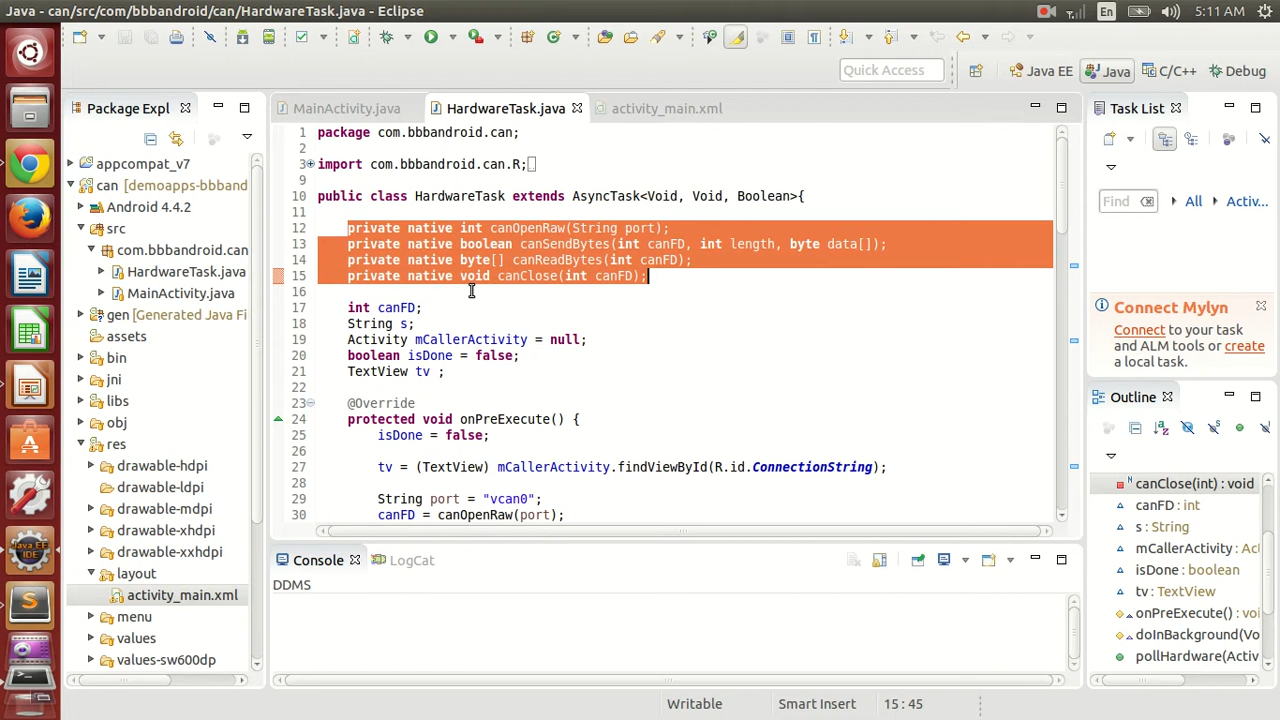 Java - can/src/com/bbbandroid/can/HardwareTask.java - Eclipse
En
5:11 AM
Quick Access
Java EE
Java
C/C++
Debug
Package Expl
MainActivity.java
HardwareTask.java
activity_main.xml
Task List
appcompat_v7
can [demoapps-bbband
Android 4.4.2
src
com.bbbandroid.can
HardwareTask.java
MainActivity.java
gen [Generated Java Fi
assets
bin
jni
libs
obj
res
drawable-hdpi
drawable-ldpi
drawable-mdpi
drawable-xhdpi
drawable-xxhdpi
layout
activity_main.xml
menu
values
values-sw600dp
1 package com.bbbandroid.can;
2
3 import com.bbbandroid.can.R;
9
10 public class HardwareTask extends AsyncTask<Void, Void, Boolean>{
11
12 private native int canOpenRaw(String port);
13 private native boolean canSendBytes(int canFD, int length, byte data[]);
14 private native byte[] canReadBytes(int canFD);
15 private native void canClose(int canFD);
16
17 int canFD;
18 String s;
19 Activity mCallerActivity = null;
20 boolean isDone = false;
21 TextView tv ;
22
23 @Override
24 protected void onPreExecute() {
25 isDone = false;
26
27 tv = (TextView) mCallerActivity.findViewById(R.id.ConnectionString);
28
29 String port = "vcan0";
30 canFD = canOpenRaw(port);
Find
All
Activ...
Connect Mylyn
Connect to your task
and ALM tools or create
a local task.
Outline
canClose(int) : void
canFD : int
s : String
mCallerActivity : Act
isDone : boolean
tv : TextView
onPreExecute() : voi
doInBackground(Vo
pollHardware(Activ
Console
LogCat
DDMS
Writable
Smart Insert
15 : 45